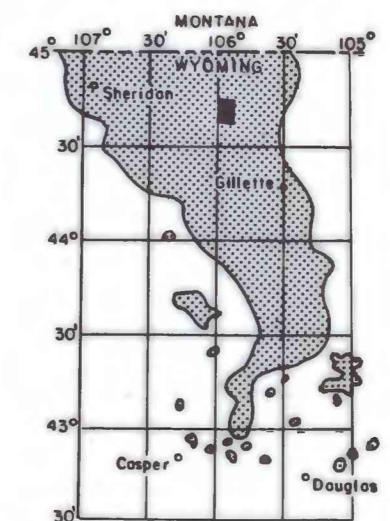 MONTANA
45° 107° 30' 106° 30' 105°
WYOMING
Sheridan
30'
Gillette
44°
30'
43°
Casper
Douglas
30'